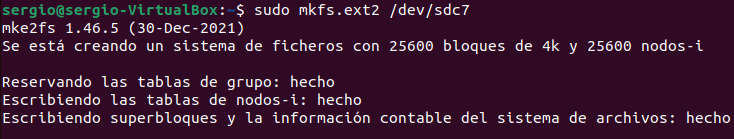 sergio@sergio-VirtualBox:~$ sudo mkfs.ext2 /dev/sdc7
mke2fs 1.46.5 (30-Dec-2021)
Se está creando un sistema de ficheros con 25600 bloques de 4k y 25600 nodos-i
Reservando las tablas de grupo: hecho
Escribiendo las tablas de nodos-i: hecho
Escribiendo superbloques y la información contable del sistema de archivos: hecho